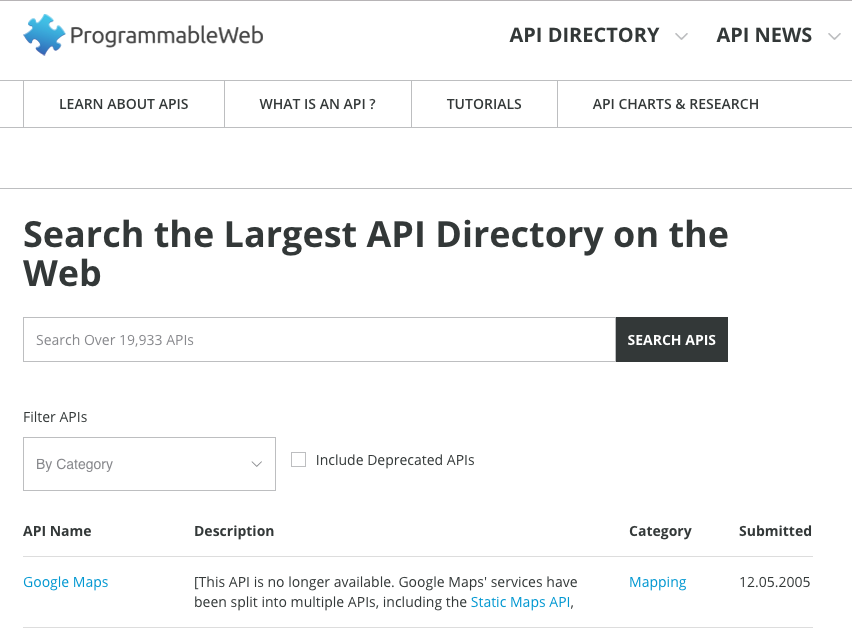 ProgrammableWeb
API DIRECTORY API NEWS
LEARN ABOUT APIS WHAT IS AN API ? TUTORIALS API CHARTS & RESEARCH
Search the Largest API Directory on the
Web
Search Over 19,933 APIs SEARCH APIS
Filter APIs
By Category Include Deprecated APIs
API Name Description Category Submitted
Google Maps [This API is no longer available. Google Maps' services have Mapping 12.05.2005
been split into multiple APIs, including the Static Maps API,